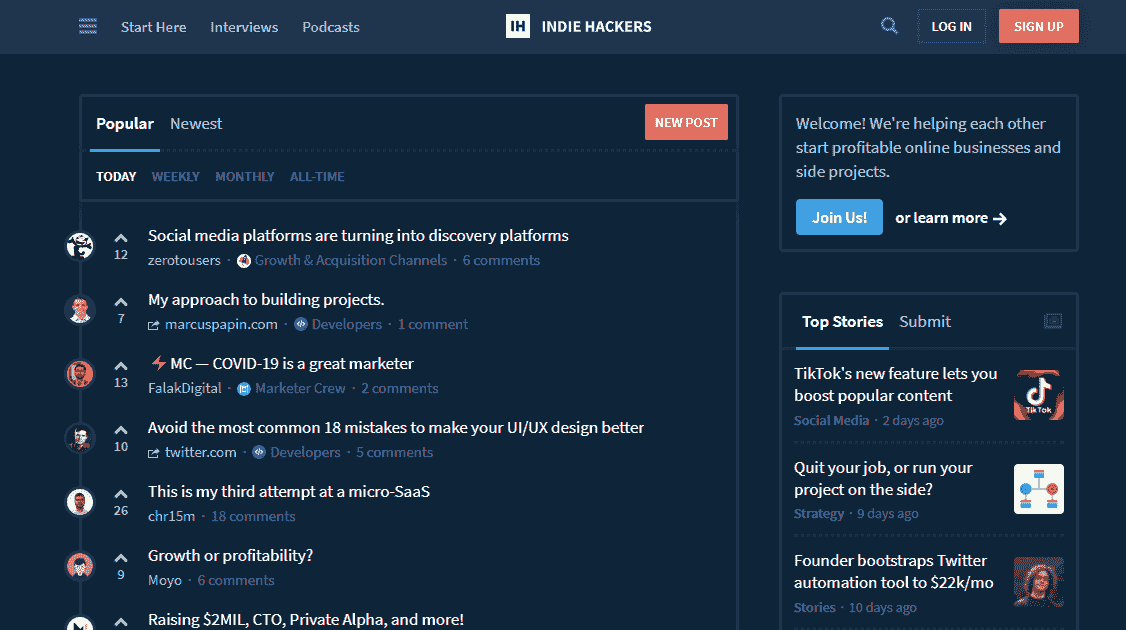 Start Here Interviews Podcasts IH INDIE HACKERS LOG IN SIGN UP
Popular Newest NEW POST
TODAY WEEKLY MONTHLY ALL-TIME
12 Social media platforms are turning into discovery platforms
zerotousers · Growth & Acquisition Channels · 6 comments
7 My approach to building projects.
marcuspapin.com · Developers · 1 comment
13 ⚡ MC — COVID-19 is a great marketer
FalakDigital · Marketer Crew · 2 comments
10 Avoid the most common 18 mistakes to make your UI/UX design better
twitter.com · Developers · 5 comments
26 This is my third attempt at a micro-SaaS
chr15m · 18 comments
9 Growth or profitability?
Moyo · 6 comments
Raising $2MIL, CTO, Private Alpha, and more!
Welcome! We're helping each other
start profitable online businesses and
side projects.
Join Us! or learn more →
Top Stories Submit
TikTok's new feature lets you
boost popular content
Social Media · 2 days ago
TikTok
Quit your job, or run your
project on the side?
Strategy · 9 days ago
Founder bootstraps Twitter
automation tool to $22k/mo
Stories · 10 days ago